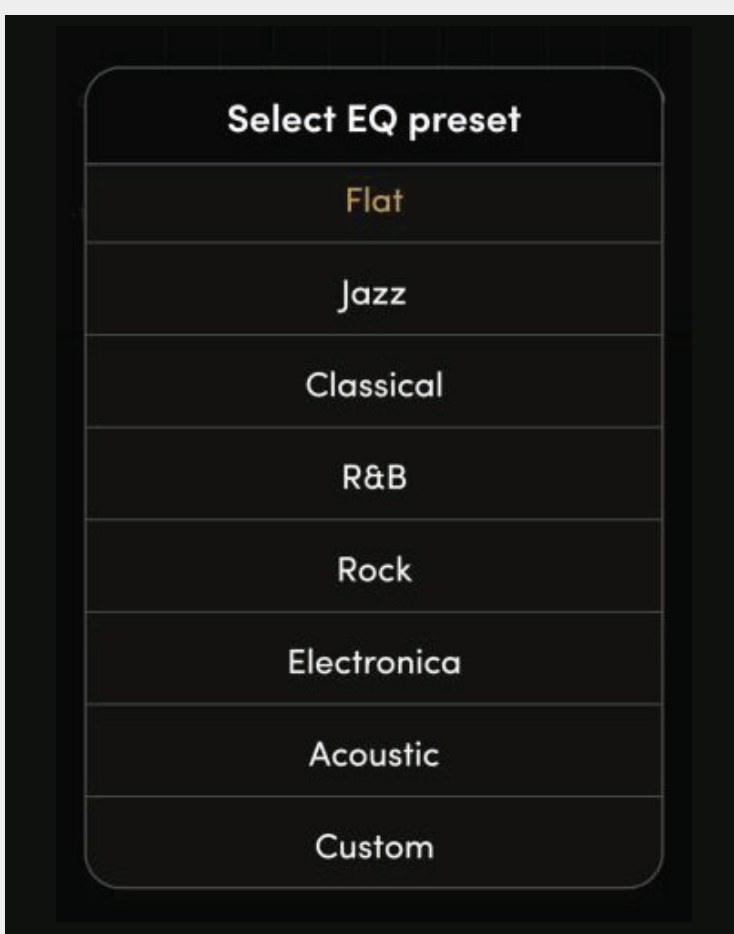 Select EQ preset
Flat
Jazz
Classical
R&B
Rock
Electronica
Acoustic
Custom